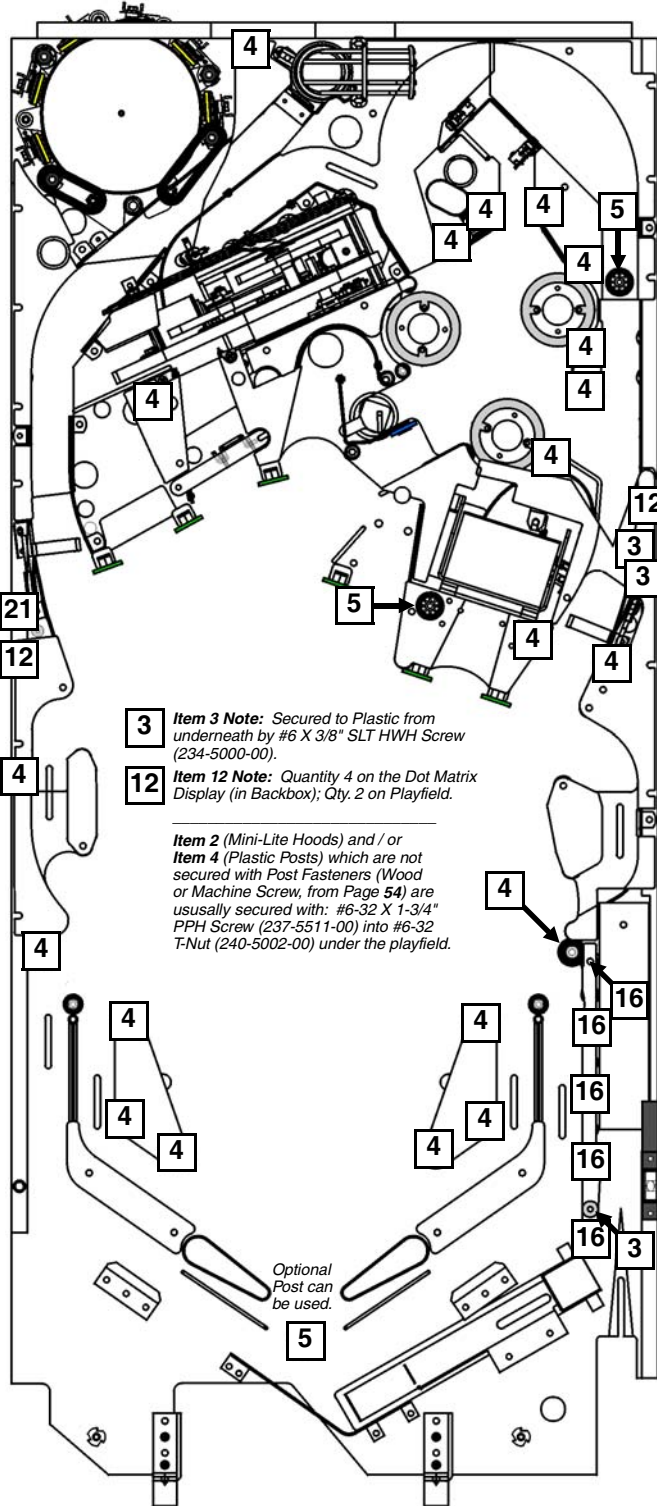 4
4
4
4
5
4
4
4
4
4
4
12
3
3
21
5
4
4
12
3 Item 3 Note: Secured to Plastic from
underneath by #6 X 3/8" SLT HWH Screw
(234-5000-00).
12 Item 12 Note: Quantity 4 on the Dot Matrix
Display (in Backbox); Qty. 2 on Playfield.
Item 2 (Mini-Lite Hoods) and / or
Item 4 (Plastic Posts) which are not
secured with Post Fasteners (Wood
or Machine Screw, from Page 54) are
ususally secured with: #6-32 X 1-3/4"
PPH Screw (237-5511-00) into #6-32
T-Nut (240-5002-00) under the playfield.
4
4
4
16
4
4
16
4
4
4
4
16
16
16
3
Optional
Post can
be used.
5